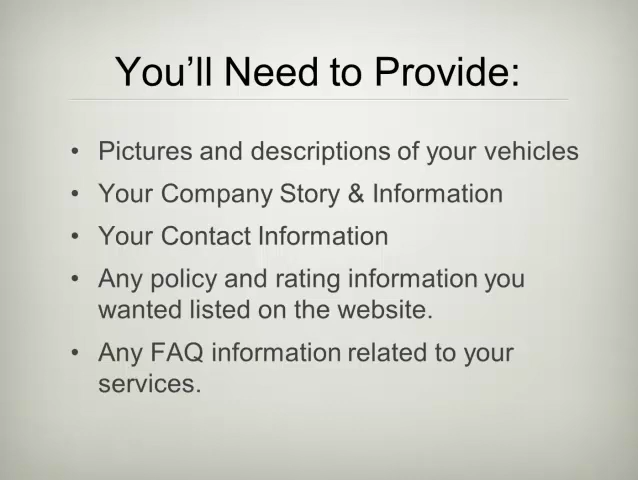 You’ll Need to Provide:
• Pictures and descriptions of your vehicles
• Your Company Story & Information
• Your Contact Information
• Any policy and rating information you
wanted listed on the website.
• Any FAQ information related to your
services.